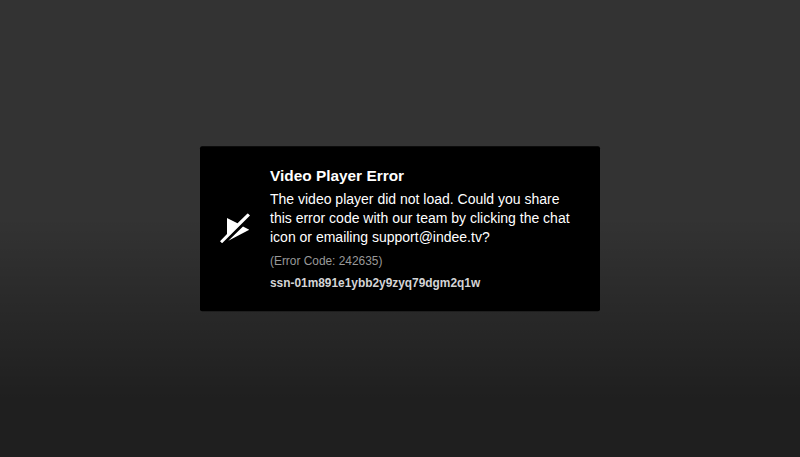 Video Player Error
The video player did not load. Could you share
this error code with our team by clicking the chat
icon or emailing support@indee.tv?
(Error Code: 242635)
ssn-01m891e1ybb2y9zyq79dgm2q1w